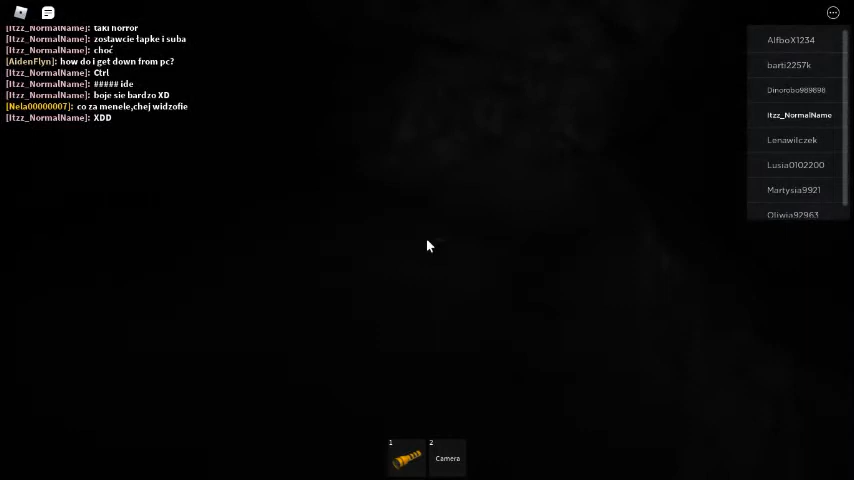 [Itzz_NormalName]: taki horror
[Itzz_NormalName]: zostawcie łapke i suba
[Itzz_NormalName]: choć
[AidenFlyn]: how do i get down from pc?
[Itzz_NormalName]: Ctrl
[Itzz_NormalName]: ##### ide
[Itzz_NormalName]: boje sie bardzo XD
[Nela00000007]: co za menele,chej widzofie
[Itzz_NormalName]: XDD
AlfboX1234
barti2257k
Dinorobo989898
Itzz_NormalName
Lenawilczek
Lusia0102200
Martysia9921
Oliwia92963
1
2
Camera